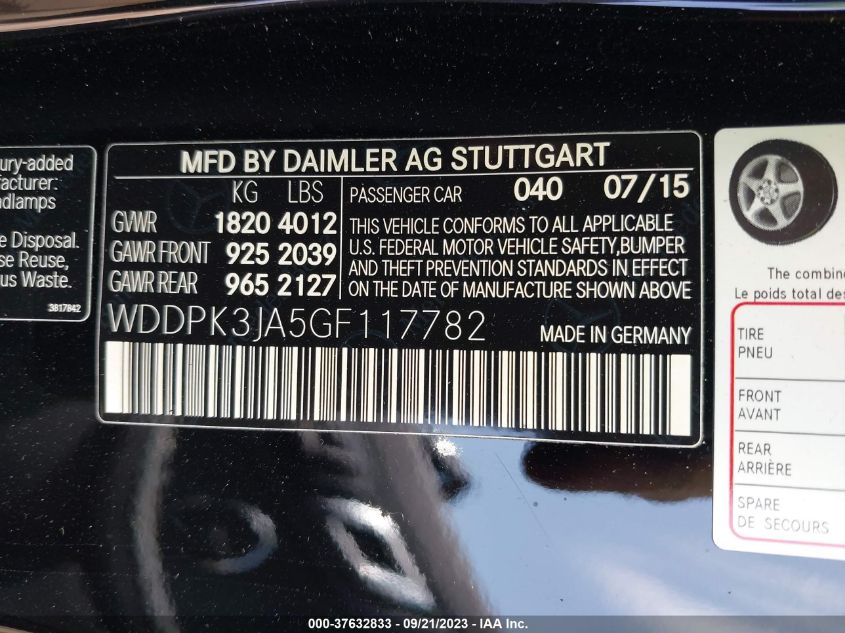 ury-added
facturer:
adlamps
e Disposal.
se Reuse,
us Waste.
3817842
MFD BY DAIMLER AG STUTTGART
KG LBS
GVWR 1820 4012
GAWR FRONT 925 2039
GAWR REAR 965 2127
PASSENGER CAR 040 07/15
THIS VEHICLE CONFORMS TO ALL APPLICABLE
U.S. FEDERAL MOTOR VEHICLE SAFETY, BUMPER
AND THEFT PREVENTION STANDARDS IN EFFECT
ON THE DATE OF MANUFACTURE SHOWN ABOVE
WDDPK3JA5GF117782 MADE IN GERMANY
The combine
Le poids total des
TIRE
PNEU
FRONT
AVANT
REAR
ARRIÈRE
SPARE
DE SECOURS
000-37632833 - 09/21/2023 - IAA, Inc.